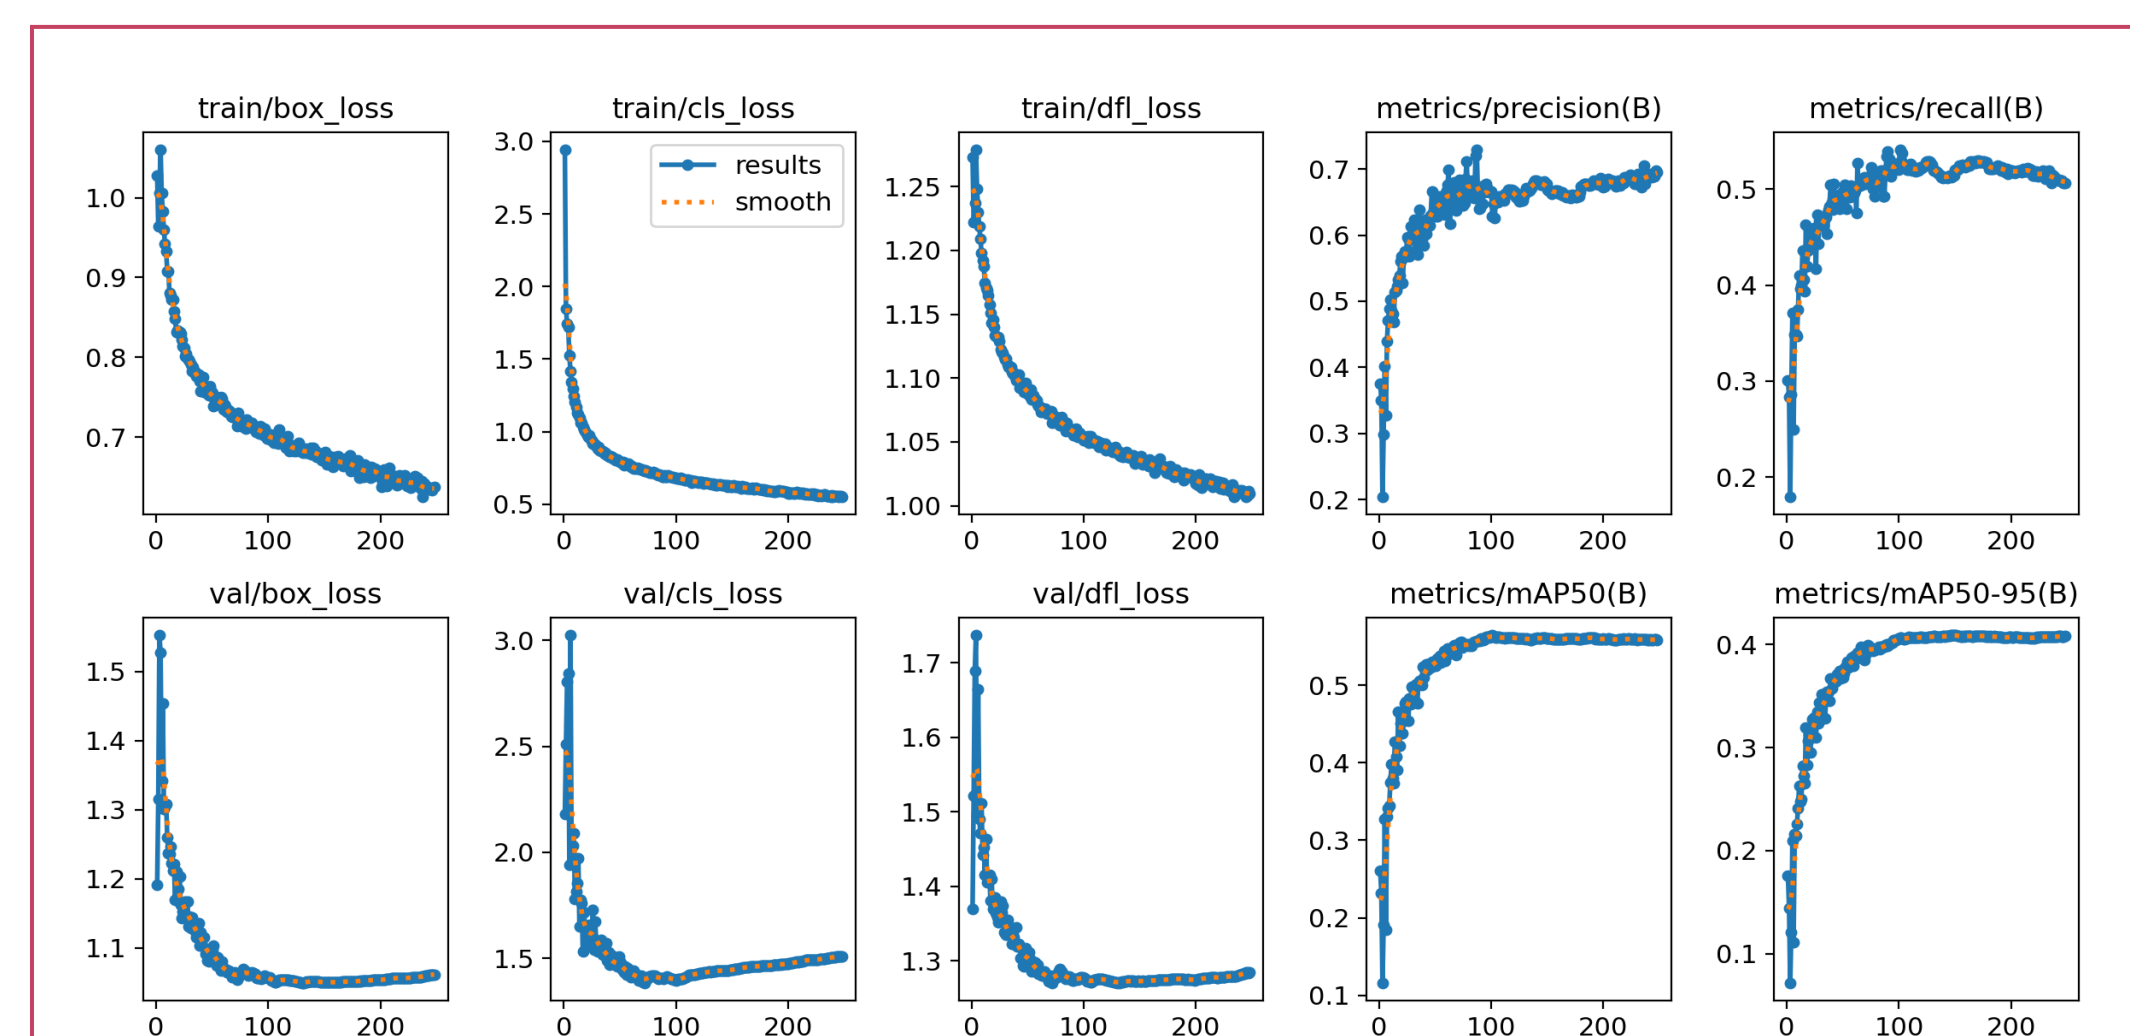 train/box_loss
train/cls_loss
train/dfl_loss
metrics/precision(B)
metrics/recall(B)
results
smooth
1.0
0.9
0.8
0.7
0 100 200
3.0
2.5
2.0
1.5
1.0
0.5
0 100 200
1.25
1.20
1.15
1.10
1.05
1.00
0 100 200
0.7
0.6
0.5
0.4
0.3
0.2
0 100 200
0.5
0.4
0.3
0.2
0 100 200
val/box_loss
val/cls_loss
val/dfl_loss
metrics/mAP50(B)
metrics/mAP50-95(B)
1.5
1.4
1.3
1.2
1.1
0 100 200
3.0
2.5
2.0
1.5
0 100 200
1.7
1.6
1.5
1.4
1.3
0 100 200
0.5
0.4
0.3
0.2
0.1
0 100 200
0.4
0.3
0.2
0.1
0 100 200